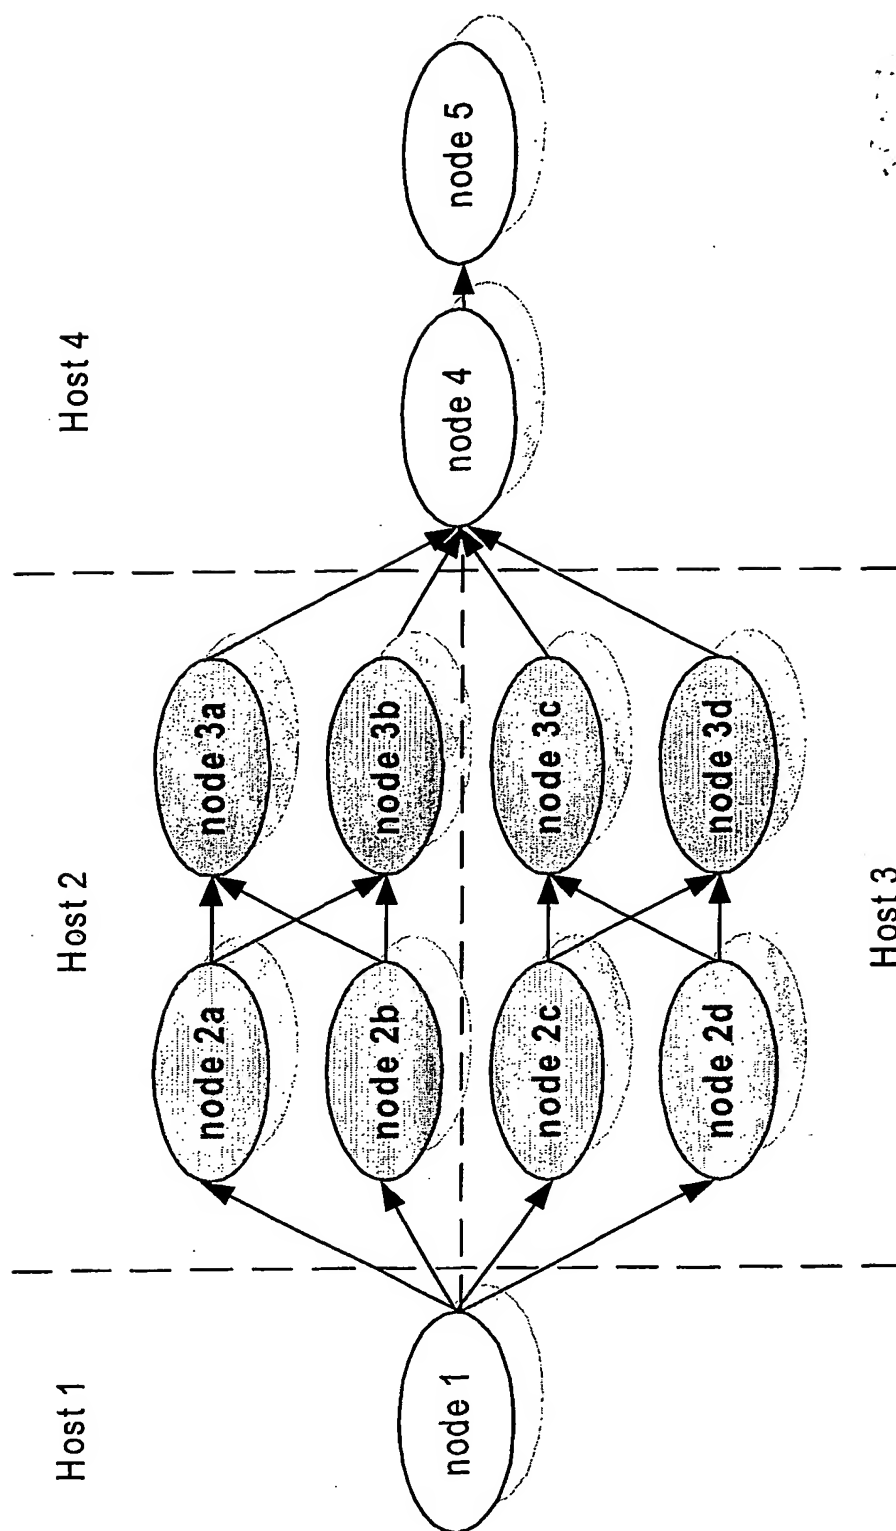 Host 1
Host 2
Host 4
node 1
node 2a
node 2b
node 2c
node 2d
node 3a
node 3b
node 3c
node 3d
node 4
node 5
Host 3